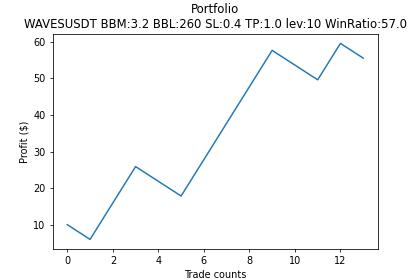 Portfolio
WAVESUSDT BBM:3.2 BBL:260 SL:0.4 TP:1.0 lev:10 WinRatio:57.0
60
50
40
30
20
10
Profit ($)
0 2 4 6 8 10 12
Trade counts